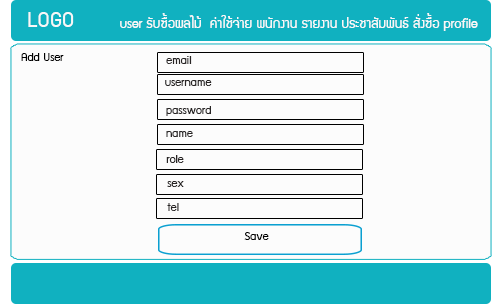 LOGO user รับซื้อผลไม้ ค่าใช้จ่าย พนักงาน รายงาน ประชาสัมพันธ์ สั่งซื้อ profile
Add User
email
username
password
name
role
sex
tel
Save